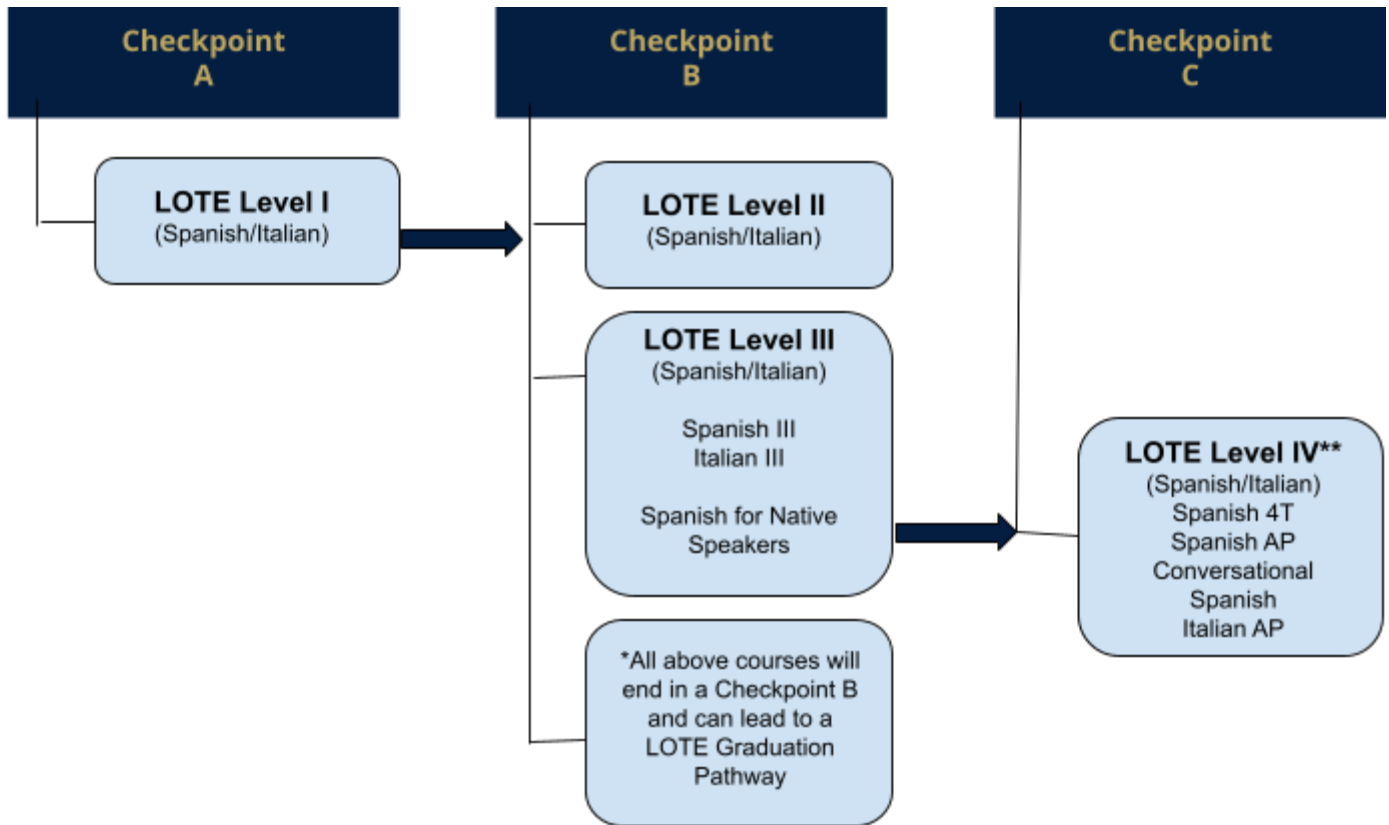 Checkpoint
A
LOTE Level I
(Spanish/Italian)
Checkpoint
B
LOTE Level II
(Spanish/Italian)
LOTE Level III
(Spanish/Italian)
Spanish III
Italian III
Spanish for Native
Speakers
*All above courses will
end in a Checkpoint B
and can lead to a
LOTE Graduation
Pathway
Checkpoint
C
LOTE Level IV**
(Spanish/Italian)
Spanish 4T
Spanish AP
Conversational
Spanish
Italian AP